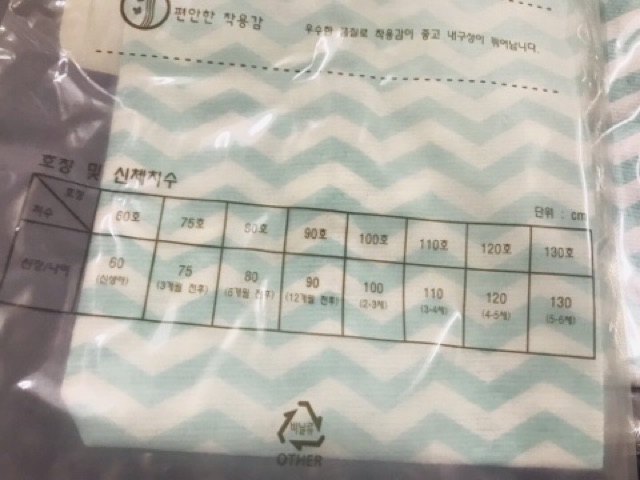 편안한 착용감
우수한 재질로 착용감이 좋고 내구성이 뛰어납니다.
호칭 및 신체치수
단위 : cm
호칭
치수
60호 75호 80호 90호 100호 110호 120호 130호
신장/나이
60 75 80 90 100 110 120 130
(신생아) (3개월 전후) (6개월 전후) (12개월 전후) (2-3세) (3-4세) (4-5세) (5-6세)
비닐류
OTHER